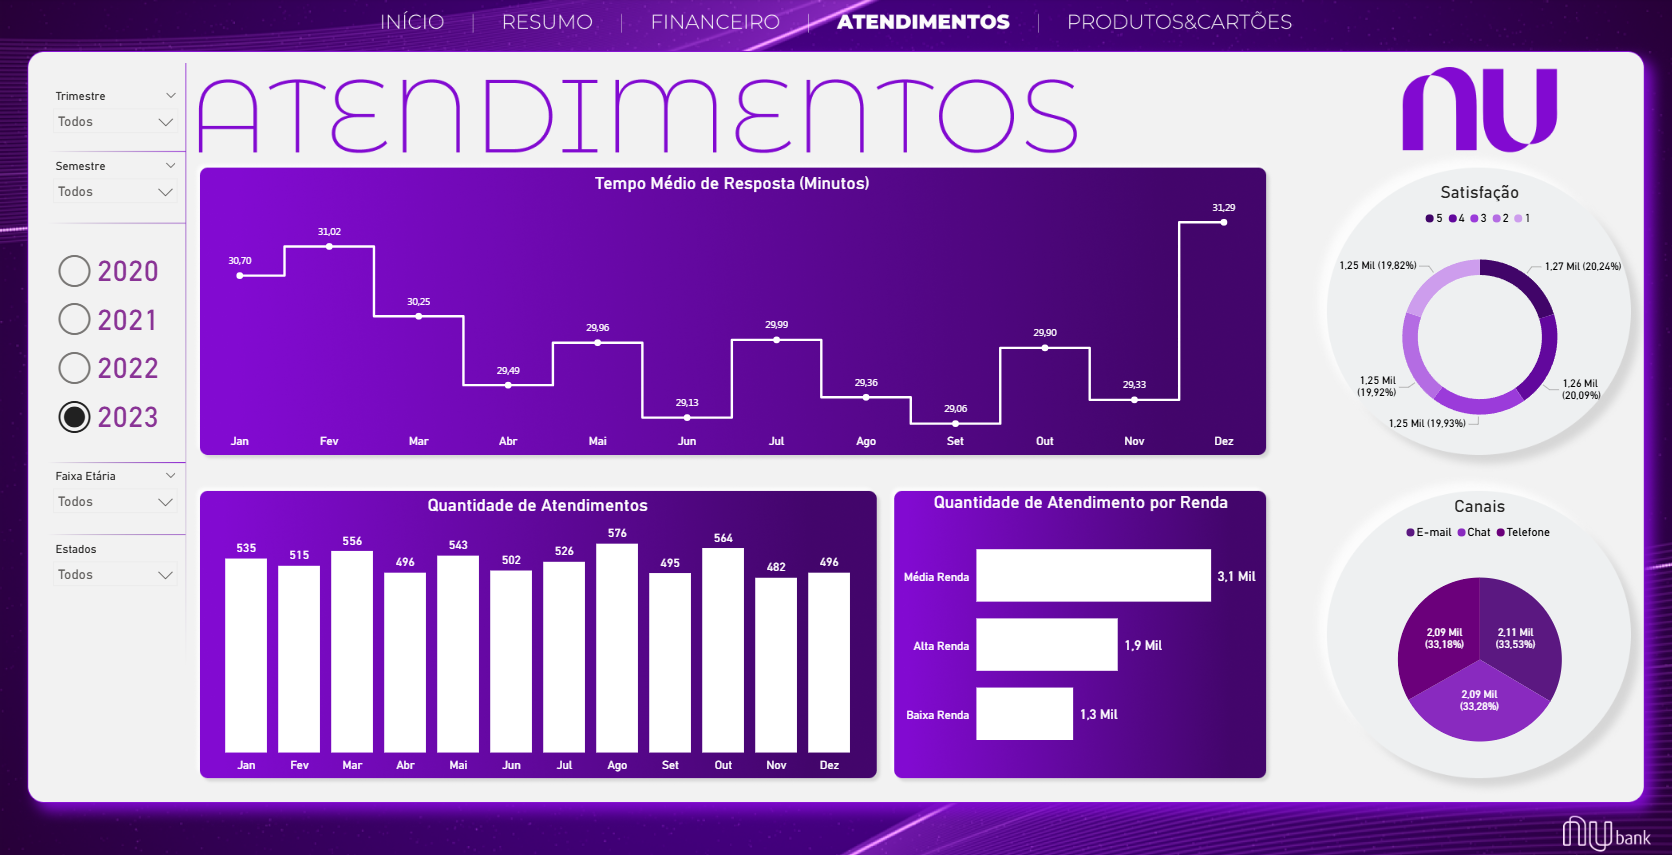 INÍCIO | RESUMO | FINANCEIRO | ATENDIMENTOS | PRODUTOS&CARTÕES
ATENDIMENTOS
nu
Trimestre
Todos
Semestre
Todos
2020
2021
2022
2023
Faixa Etária
Todos
Estados
Todos
Tempo Médio de Resposta (Minutos)
30,70
31,02
30,25
29,49
29,96
29,13
29,99
29,36
29,06
29,90
29,33
31,29
Jan Fev Mar Abr Mai Jun Jul Ago Set Out Nov Dez
Satisfação
5 4 3 2 1
1,25 Mil (19,82%)
1,27 Mil (20,24%)
1,25 Mil
(19,92%)
1,26 Mil
(20,09%)
1,25 Mil (19,93%)
Quantidade de Atendimentos
535 515 556 496 543 502 526 576 495 564 482 496
Jan Fev Mar Abr Mai Jun Jul Ago Set Out Nov Dez
Quantidade de Atendimento por Renda
Média Renda 3,1 Mil
Alta Renda 1,9 Mil
Baixa Renda 1,3 Mil
Canais
E-mail Chat Telefone
2,09 Mil
(33,18%)
2,11 Mil
(33,53%)
2,09 Mil
(33,28%)
nubank